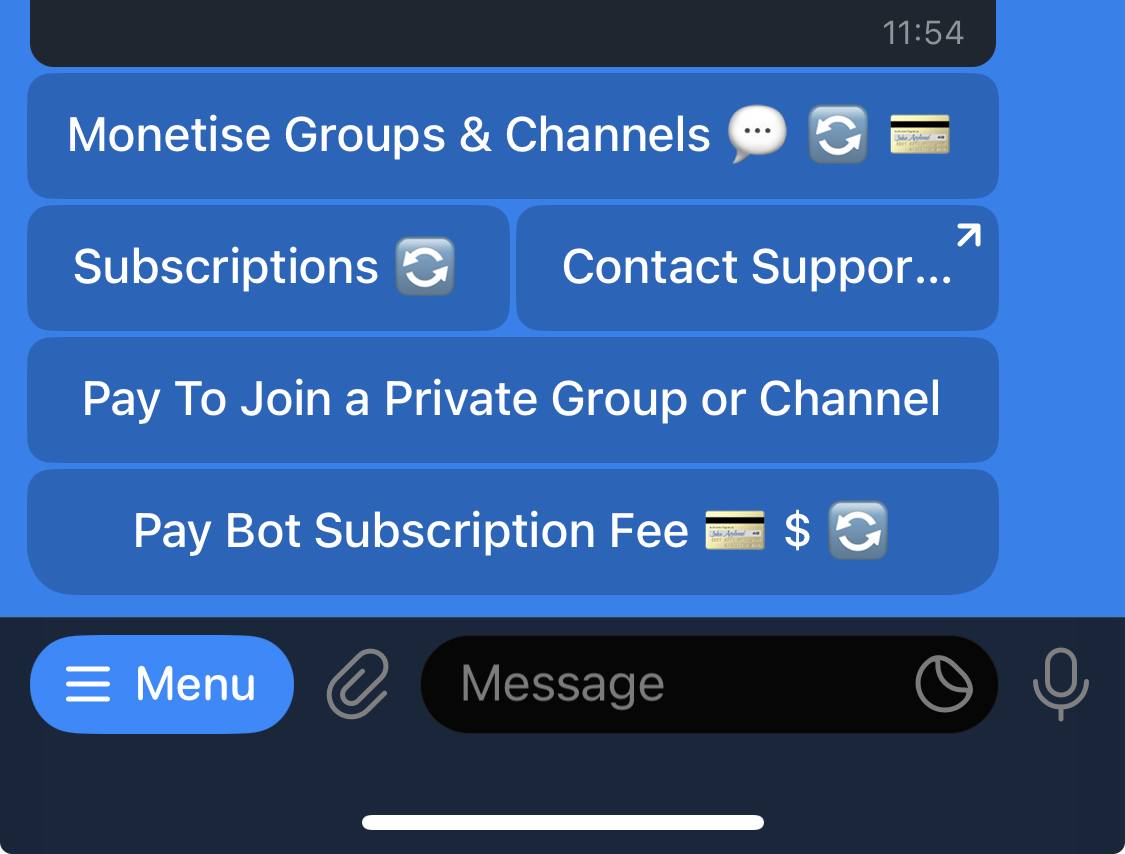 11:54
Monetise Groups & Channels 💬 🔄 💳
Subscriptions 🔄
Contact Suppor...
Pay To Join a Private Group or Channel
Pay Bot Subscription Fee 💳 $ 🔄
Menu
Message